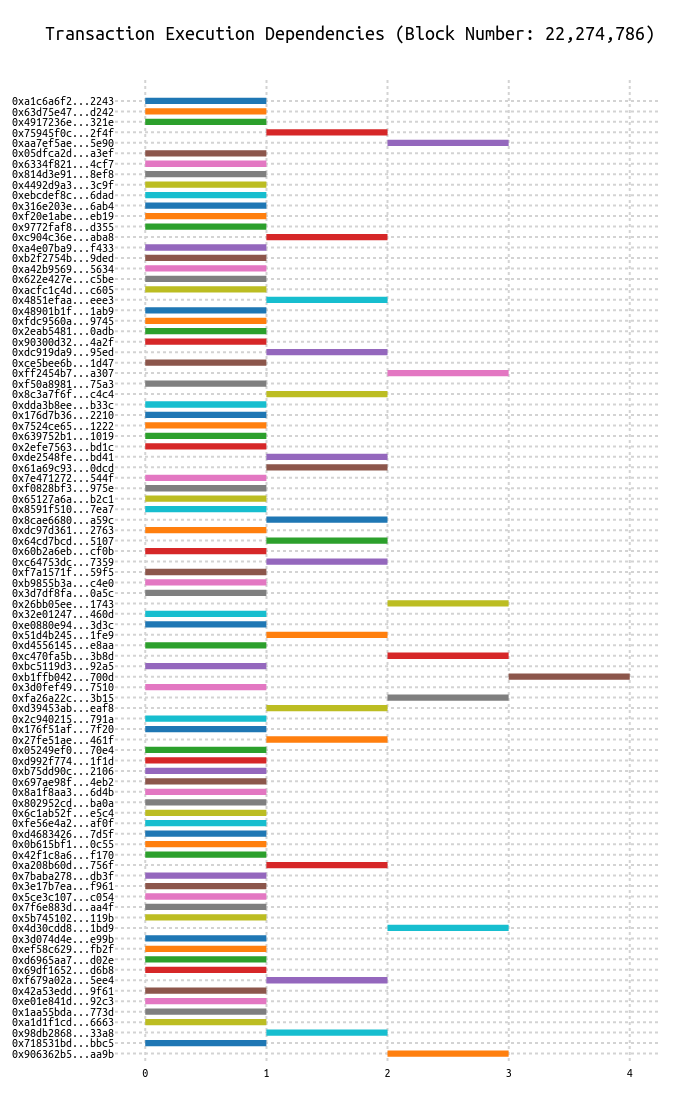 Transaction Execution Dependencies (Block Number: 22,274,786)
0xa1c6a6f2...2243
0x63d75e47...d242
0x4917236e...321e
0x75945f0c...2f4f
0xaa7ef5ae...5e90
0x05dfca2d...a3ef
0x6334f821...4cf7
0x814d3e91...8ef8
0x4492d9a3...3c9f
0xebcdef8c...6dad
0x316e203e...6ab4
0xf20e1abe...eb19
0x9772faf8...d355
0xc904c36e...aba8
0xa4e07ba9...f433
0xb2f2754b...9ded
0xa42b9569...5634
0x622e427e...c5be
0xacfc1c4d...c605
0x4851efaa...eee3
0x48901b1f...1ab9
0xfdc9560a...9745
0x2eab5481...0adb
0x90300d32...4a2f
0xdc919da9...95ed
0xce5bee6b...1d47
0xff2454b7...a307
0xf50a8981...75a3
0x8c3a7f6f...c4c4
0xdda3b8ee...b33c
0x176d7b36...2210
0x7524ce65...1222
0x639752b1...1019
0x2efe7563...bd1c
0xde2548fe...bd41
0x61a69c93...0dcd
0x7e471272...544f
0xf0828bf3...975e
0x65127a6a...b2c1
0x8591f510...7ea7
0x8cae6680...a59c
0xdc97d361...2763
0x64cd7bcd...5107
0x60b2a6eb...cf0b
0xc64753dc...7359
0xf7a1571f...59f5
0xb9855b3a...c4e0
0x3d7df8fa...0a5c
0x26bb05ee...1743
0x32e01247...460d
0xe0880e94...3d3c
0x51d4b245...1fe9
0xd4556145...e8aa
0xc470fa5b...3b8d
0xbc5119d3...92a5
0xb1ffb042...700d
0x3d0fef49...7510
0xfa26a22c...3b15
0xd39453ab...eaf8
0x2c940215...791a
0x176f51af...7f20
0x27fe51ae...461f
0x05249ef0...70e4
0xd992f774...1f1d
0xb75dd90c...2106
0x697ae98f...4eb2
0x8a1f8aa3...6d4b
0x802952cd...ba0a
0x6c1ab52f...e5c4
0xfe56e4a2...af0f
0xd4683426...7d5f
0x0b615bf1...0c55
0x42f1c8a6...f170
0xa208b60d...756f
0x7baba278...db3f
0x3e17b7ea...f961
0x5ce3c107...c054
0x7f6e883d...aa4f
0x5b745102...119b
0x4d30cdd8...1bd9
0x3d074d4e...e99b
0xef58c629...fb2f
0xd6965aa7...d02e
0x69df1652...d6b8
0xf679a02a...5ee4
0x42a53edd...9f61
0xe01e841d...92c3
0x1aa55bda...773d
0xa1d1f1cd...6663
0x98db2868...33a8
0x718531bd...bbc5
0x906362b5...aa9b
0 1 2 3 4